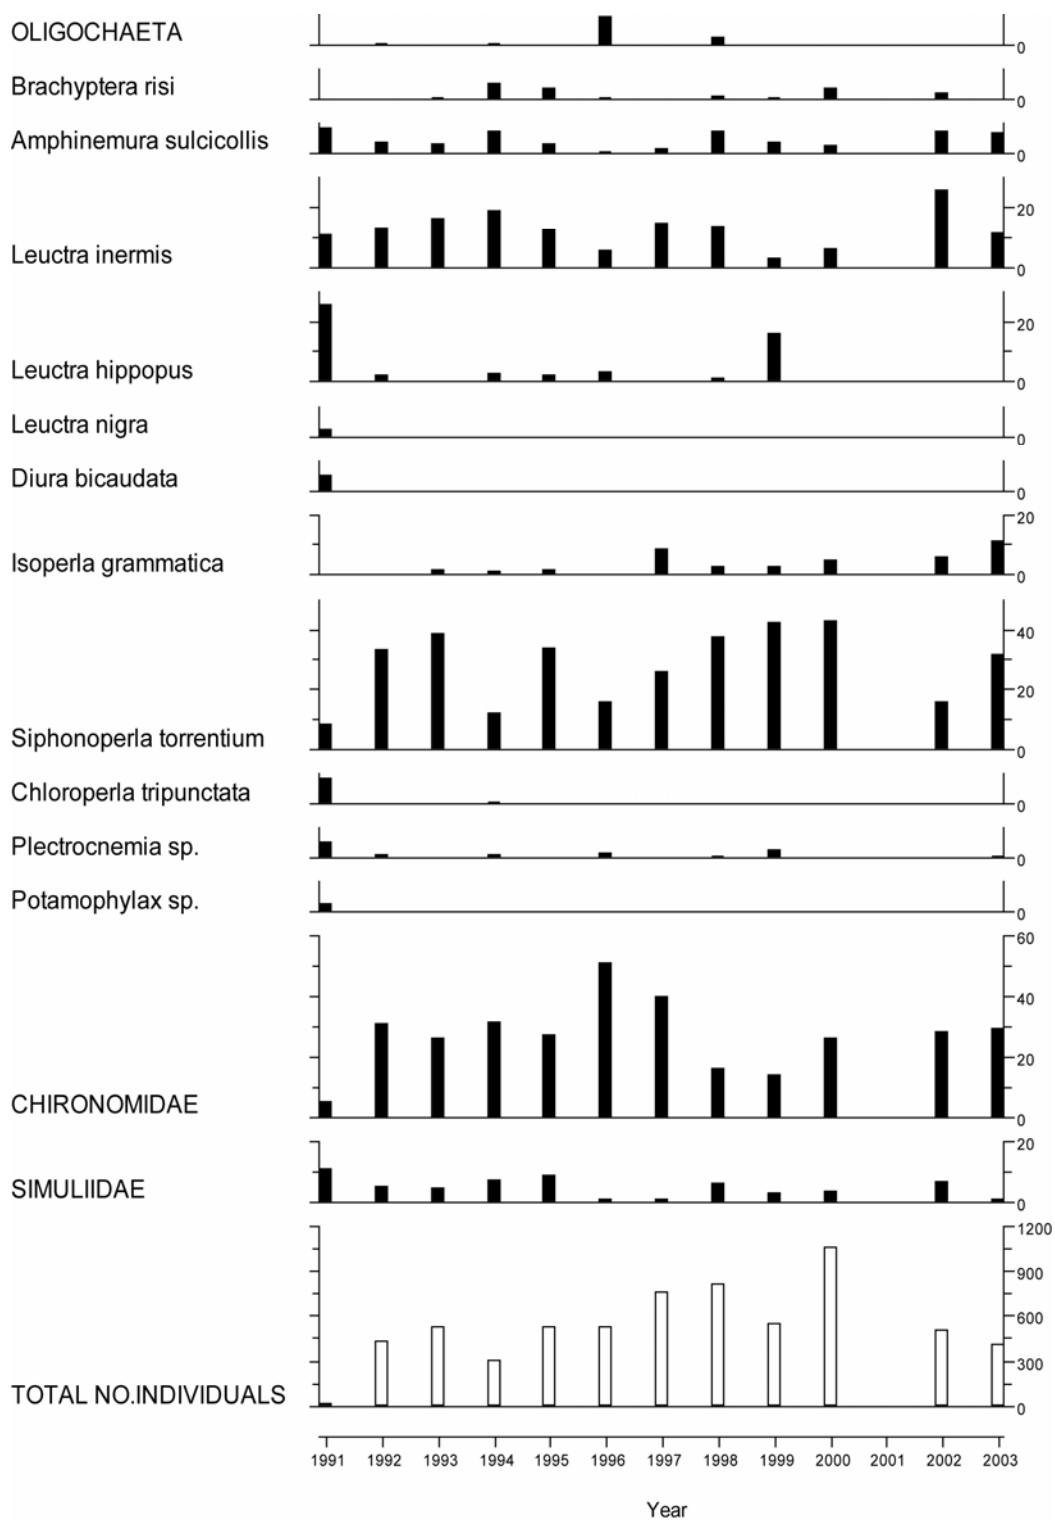 OLIGOCHAETA
0
Brachyptera risi
0
Amphinemura sulcicollis
0
20
Leuctra inermis
0
20
Leuctra hippopus
0
Leuctra nigra
0
Diura bicaudata
0
20
Isoperla grammatica
0
40
20
Siphonoperla torrentium
0
Chloroperla tripunctata
0
Plectrocnemia sp.
0
Potamophylax sp.
0
60
40
20
CHIRONOMIDAE
0
20
SIMULIIDAE
0
1200
900
600
300
TOTAL NO.INDIVIDUALS
0
1991 1992 1993 1994 1995 1996 1997 1998 1999 2000 2001 2002 2003
Year